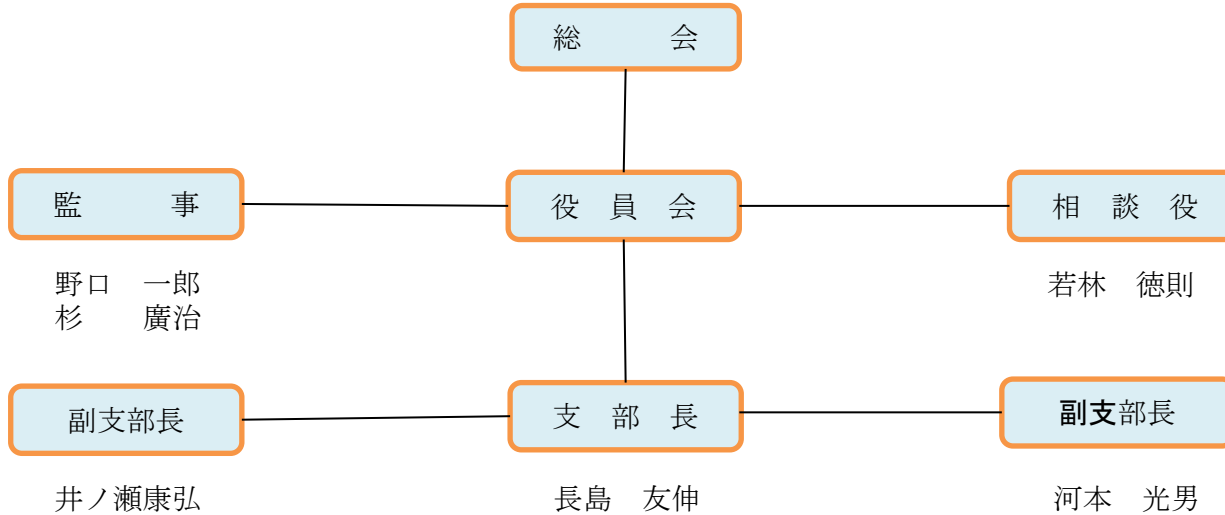 総　　会
監　　事
役　員　会
相　談　役
野口　一郎
杉　　廣治
若林　徳則
副支部長
支　部　長
副支部長
井ノ瀬康弘
長島　友伸
河本　光男